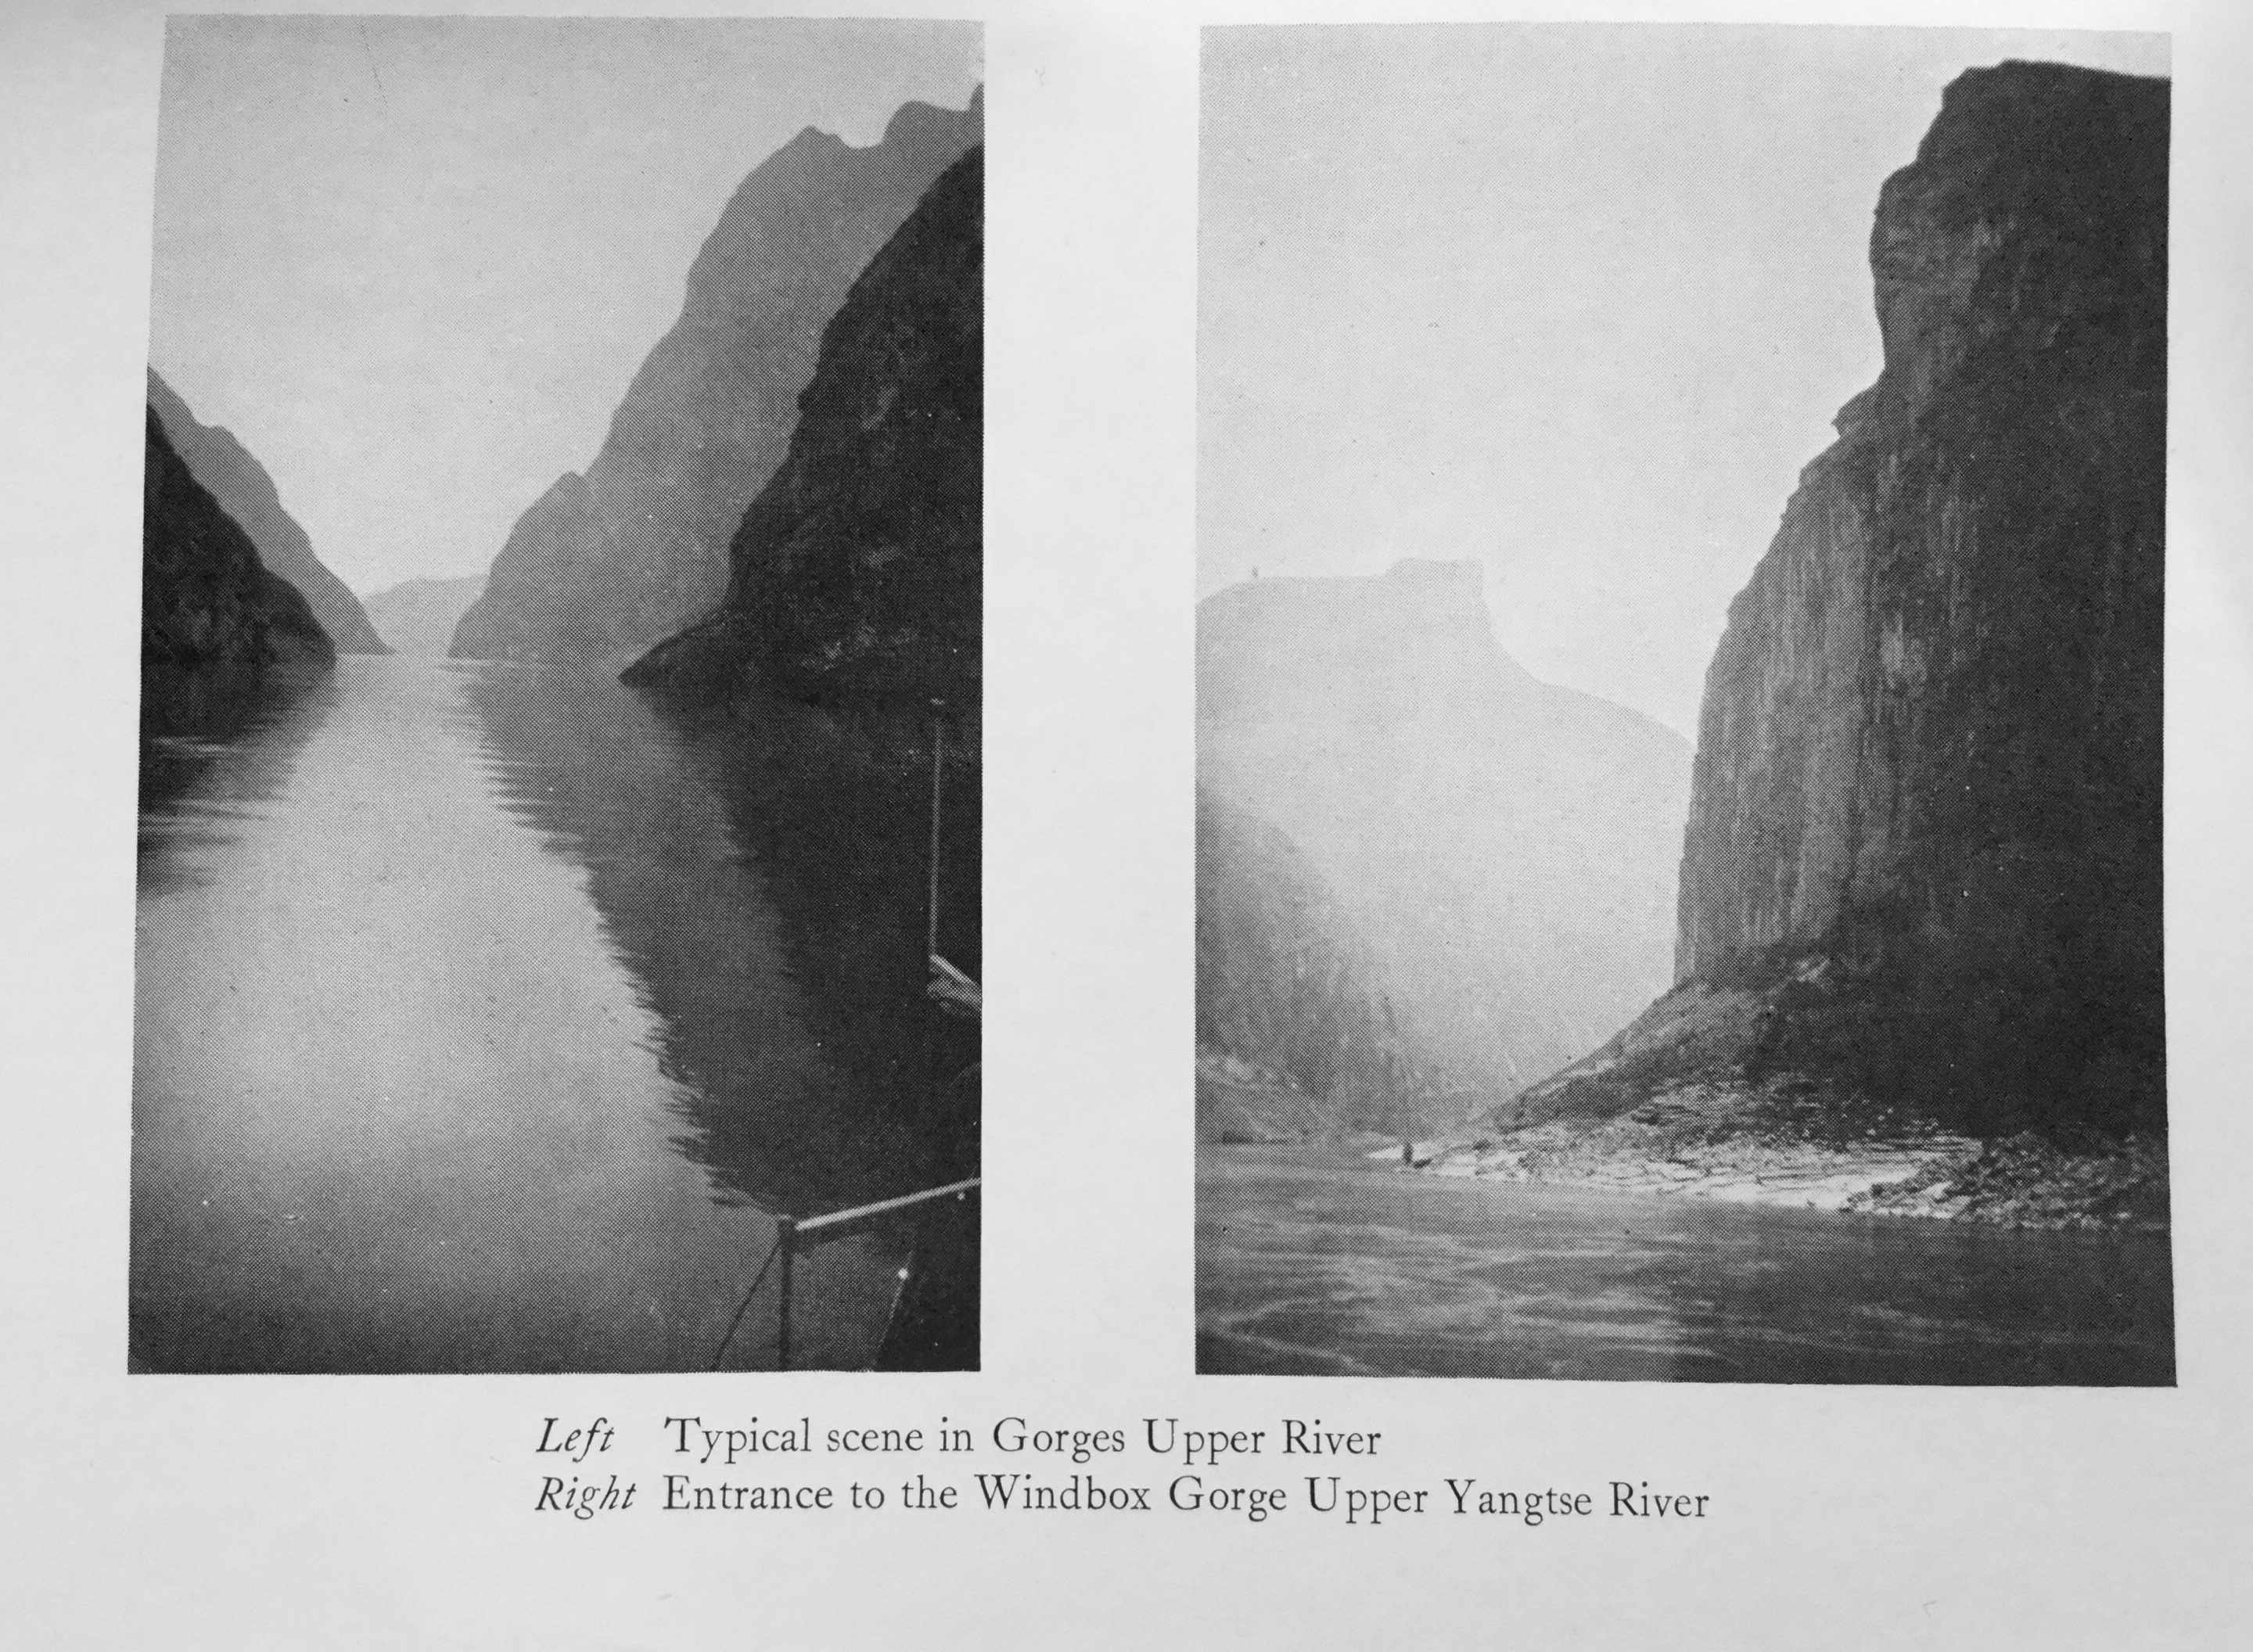 Left Typical scene in Gorges Upper River
Right Entrance to the Windbox Gorge Upper Yangtse River